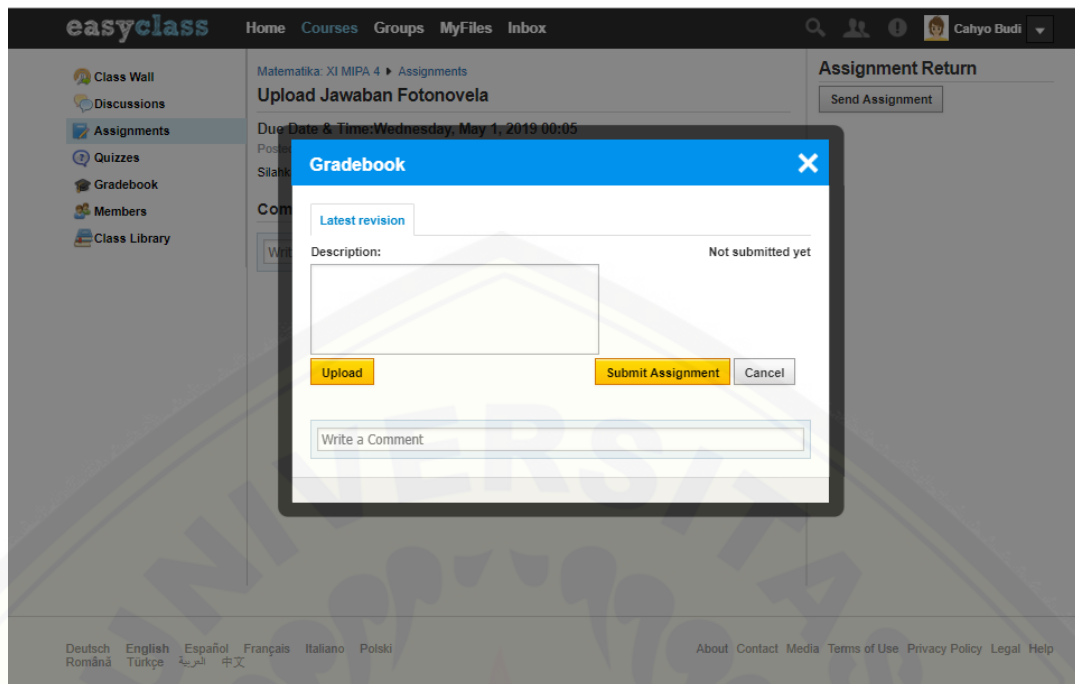 easyclass Home Courses Groups MyFiles Inbox Cahyo Budi
Class Wall
Discussions
Assignments
Quizzes
Gradebook
Members
Class Library
Matematika: XI MIPA 4 Assignments
Upload Jawaban Fotonovela
Due Date & Time:Wednesday, May 1, 2019 00:05
Assignment Return
Send Assignment
Gradebook
Latest revision
Description: Not submitted yet
Upload Submit Assignment Cancel
Write a Comment
Deutsch English Español Français Italiano Polski
Română Türkçe العربية 中文
About Contact Media Terms of Use Privacy Policy Legal Help
UNIVERSITAS